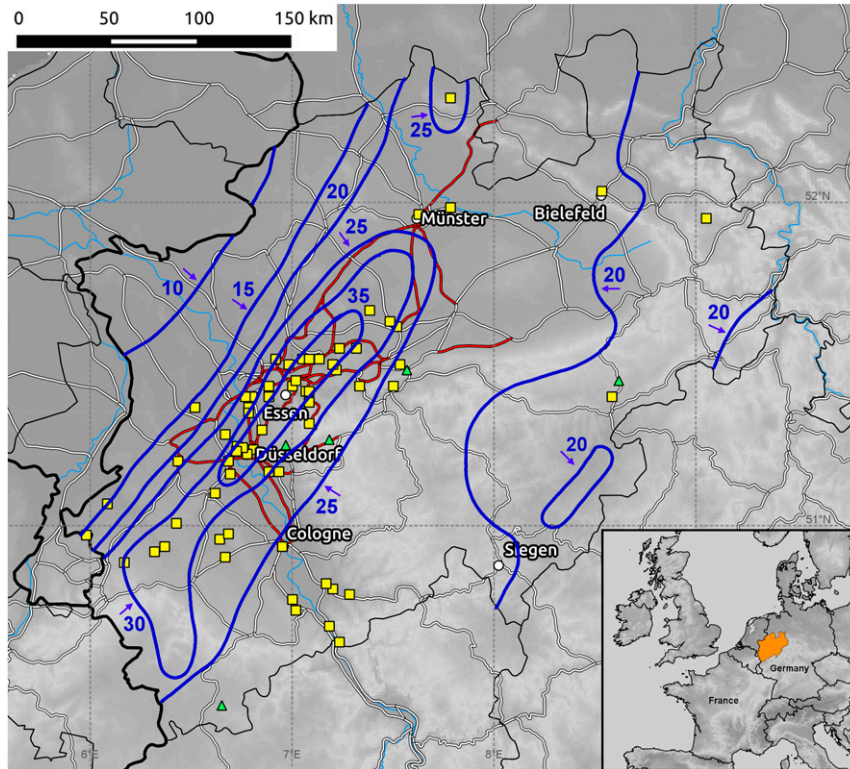 0 50 100 150 km
25
20
52°N
Münster
Bielefeld
25
10
15
20
20
35
Essen
Düsseldorf
25
51°N
20
Cologne
Siegen
30
Germany
France
6°E
7°E
8°E